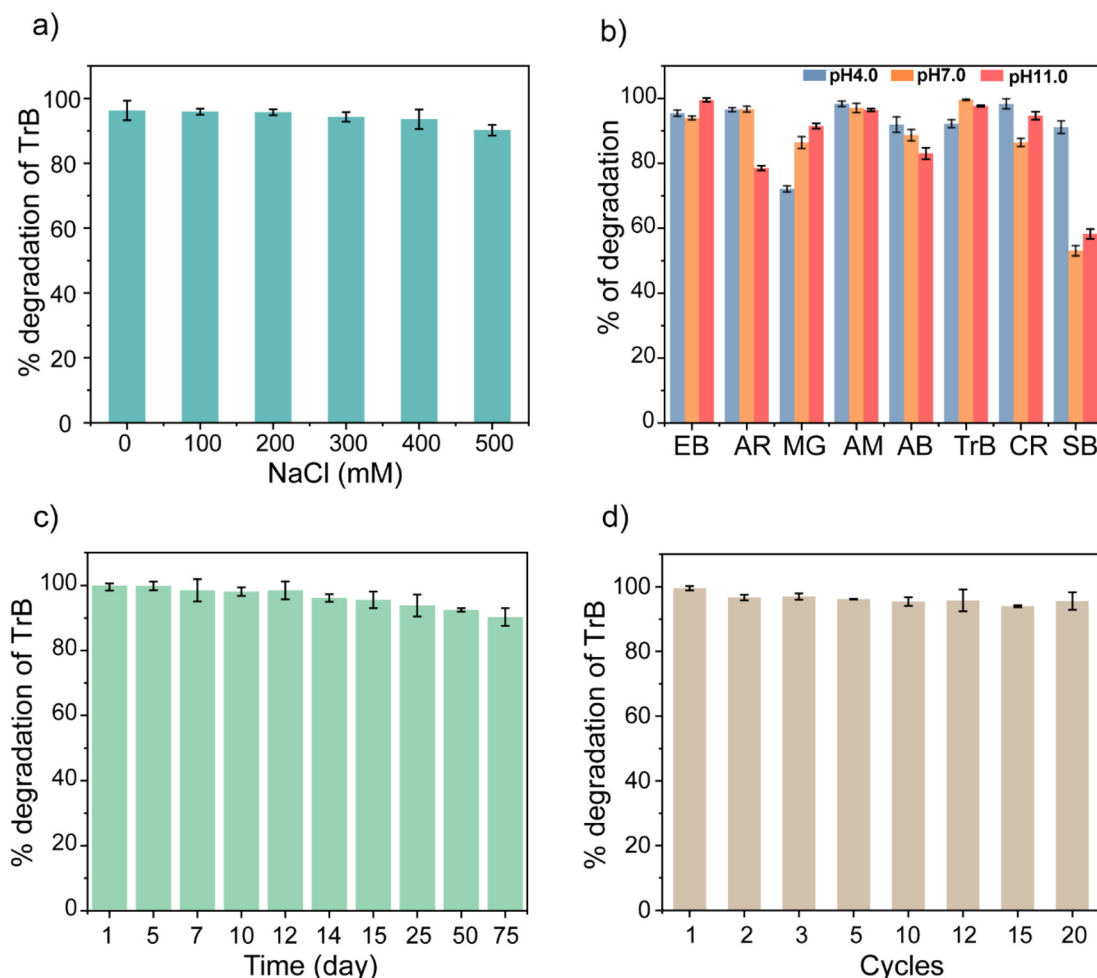 a)
% degradation of TrB
100
80
60
40
20
0
0 100 200 300 400 500
NaCl (mM)
b)
% of degradation
pH4.0 pH7.0 pH11.0
100
80
60
40
20
0
EB AR MG AM AB TrB CR SB
c)
% degradation of TrB
100
80
60
40
20
0
1 5 7 10 12 14 15 25 50 75
Time (day)
d)
% degradation of TrB
100
80
60
40
20
0
1 2 3 5 10 12 15 20
Cycles